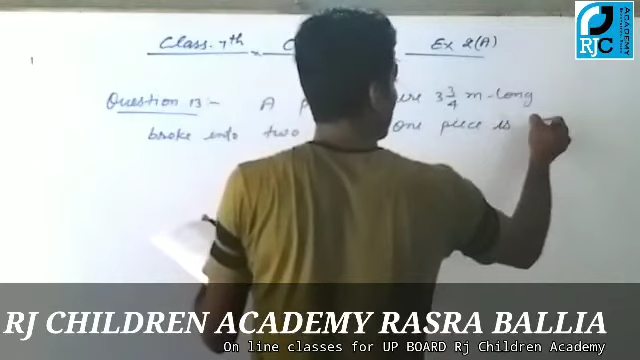 Class-7th C Ex 2(A)
Question 13:- A p 3 3/4 m-long
broke into two One piece is
RJC
ACADEMY
RJ CHILDREN ACADEMY RASRA BALLIA
On line classes for UP BOARD Rj Children Academy